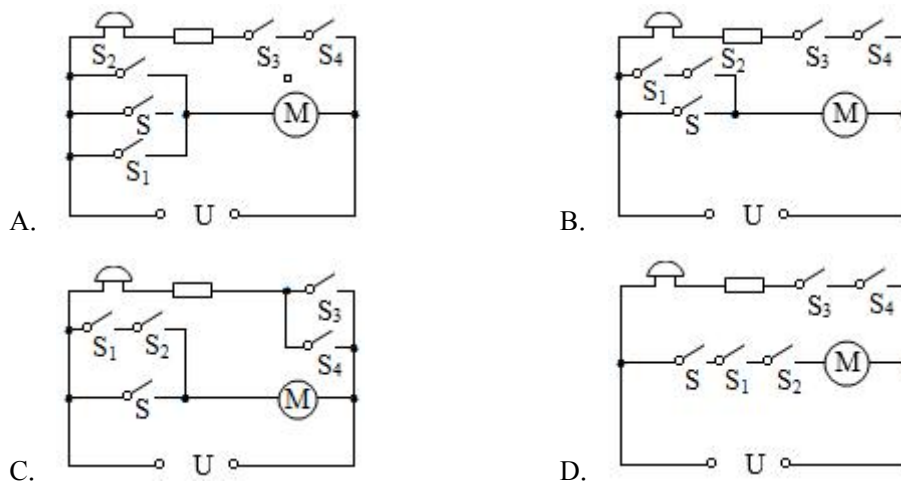 S₂ S₃ S₄
S M
S₁
A. U
S₂ S₃ S₄
S₁
S M
B. U
S₃
S₁ S₂ S₄
S M
C. U
S₃ S₄
S S₁ S₂ M
D. U